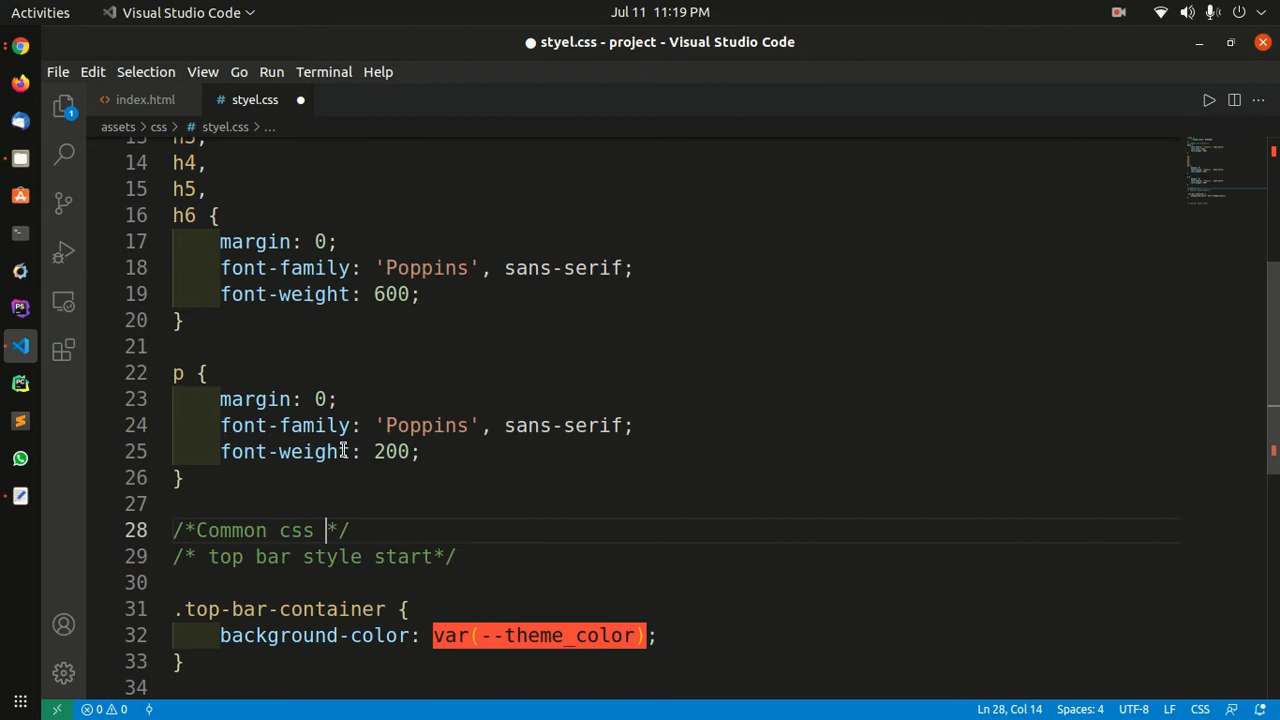 Activities
Visual Studio Code
Jul 11 11:19 PM
● styel.css - project - Visual Studio Code
File Edit Selection View Go Run Terminal Help
index.html
# styel.css
assets > css > # styel.css > ...
13 h3,
14 h4,
15 h5,
16 h6 {
17 margin: 0;
18 font-family: 'Poppins', sans-serif;
19 font-weight: 600;
20 }
21
22 p {
23 margin: 0;
24 font-family: 'Poppins', sans-serif;
25 font-weight: 200;
26 }
27
28 /*Common css */
29 /* top bar style start*/
30
31 .top-bar-container {
32 background-color: var(--theme_color);
33 }
34
1
0 0
Ln 28, Col 14
Spaces: 4
UTF-8
LF
CSS